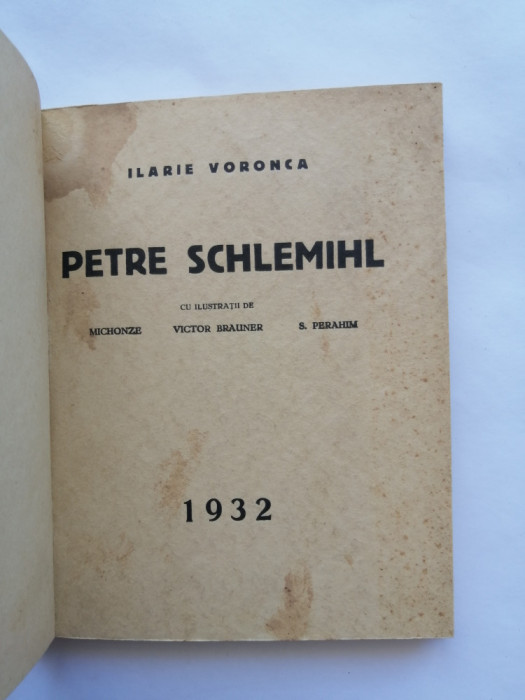 ILARIE VORONCA
PETRE SCHLEMIHL
CU ILUSTRAȚII DE
MICHONZE VICTOR BRAUNER S. PERAHIM
1932